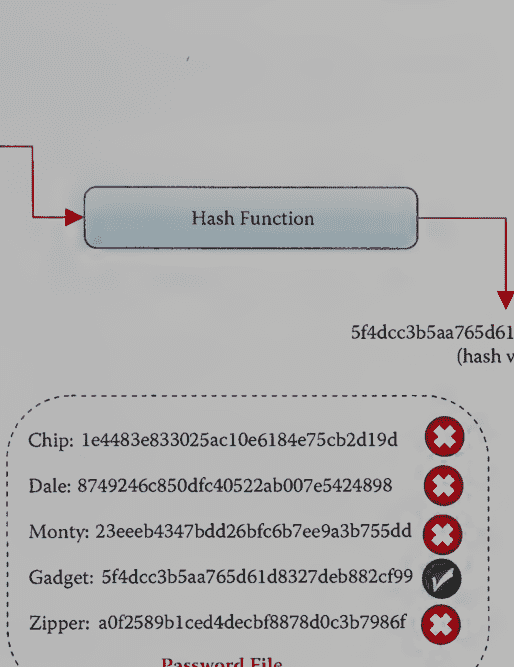 Hash Function
5f4dcc3b5aa765d61
(hash v
Chip: 1e4483e833025ac10e6184e75cb2d19d
Dale: 8749246c850dfc40522ab007e5424898
Monty: 23eeeb4347bdd26bfc6b7ee9a3b755dd
Gadget: 5f4dcc3b5aa765d61d8327deb882cf99
Zipper: a0f2589b1ced4decbf8878d0c3b7986f
Password File